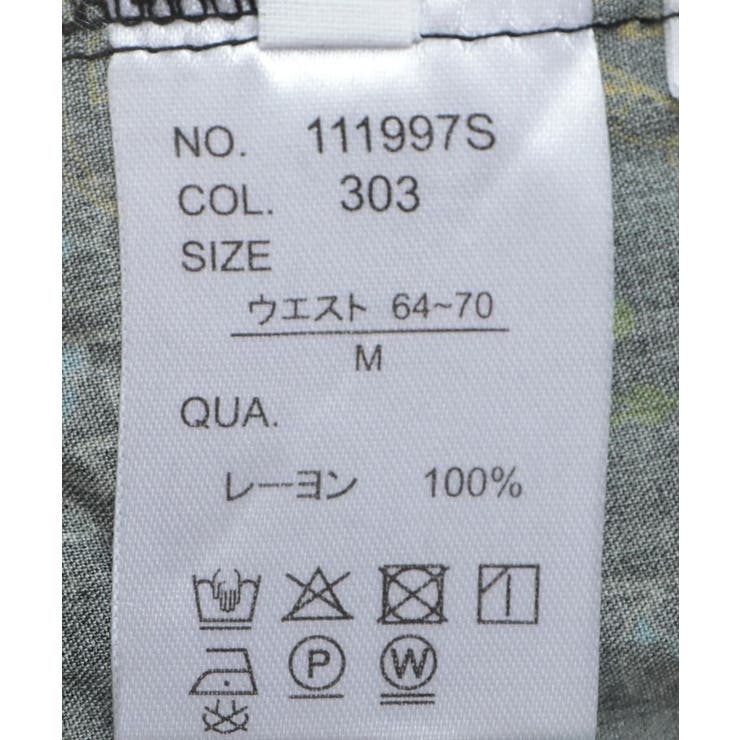 NO. 111997S
COL. 303
SIZE
ウエスト 64~70
M
QUA.
レーヨン 100%
P W